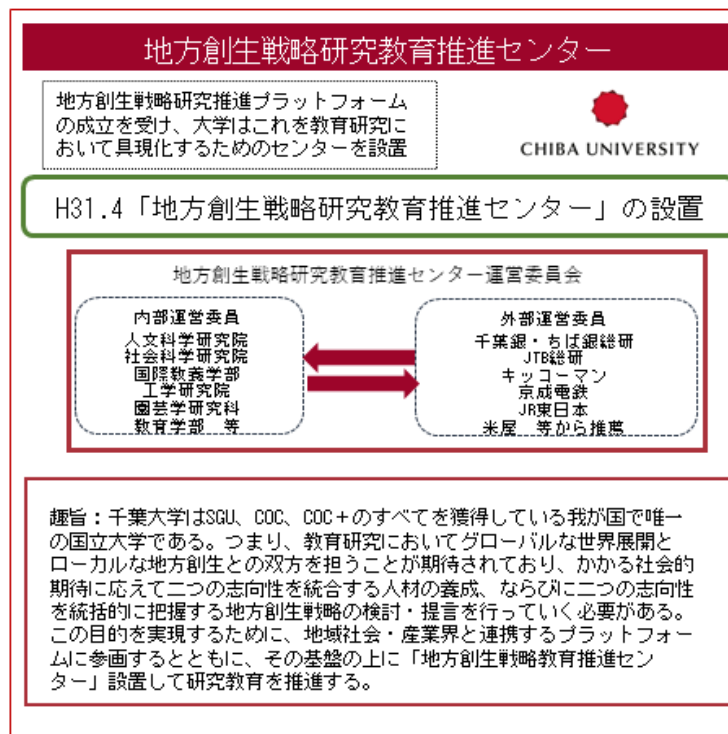 地方創生戦略研究教育推進センター
地方創生戦略研究推進プラットフォーム
の成立を受け、大学はこれを教育研究に
おいて具現化するためのセンターを設置
CHIBA UNIVERSITY
H31.4「地方創生戦略研究教育推進センター」の設置
地方創生戦略研究教育推進センター運営委員会
内部運営委員
人文科学研究院
社会科学研究院
国際教養学部
工学研究院
園芸学研究科
教育学部　等
外部運営委員
千葉銀・ちば銀総研
JTB総研
キッコーマン
京成電鉄
JR東日本
米屋　等から推薦
趣旨：千葉大学はSGU、COC、COC+のすべてを獲得している我が国で唯一
の国立大学である。つまり、教育研究においてグローバルな世界展開と
ローカルな地方創生との双方を担うことが期待されており、かかる社会的
期待に応えて二つの志向性を統合する人材の養成、ならびに二つの志向性
を統括的に把握する地方創生戦略の検討・提言を行っていく必要がある。
この目的を実現するために、地域社会・産業界と連携するプラットフォー
ムに参画するとともに、その基盤の上に「地方創生戦略教育推進セン
ター」設置して研究教育を推進する。